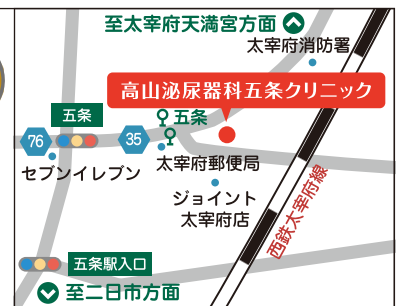 至太宰府天満宮方面
太宰府消防署
高山泌尿器科五条クリニック
五条
五条
76
35
セブンイレブン
太宰府郵便局
ジョイント
太宰府店
西鉄太宰府線
五条駅入口
至二日市方面